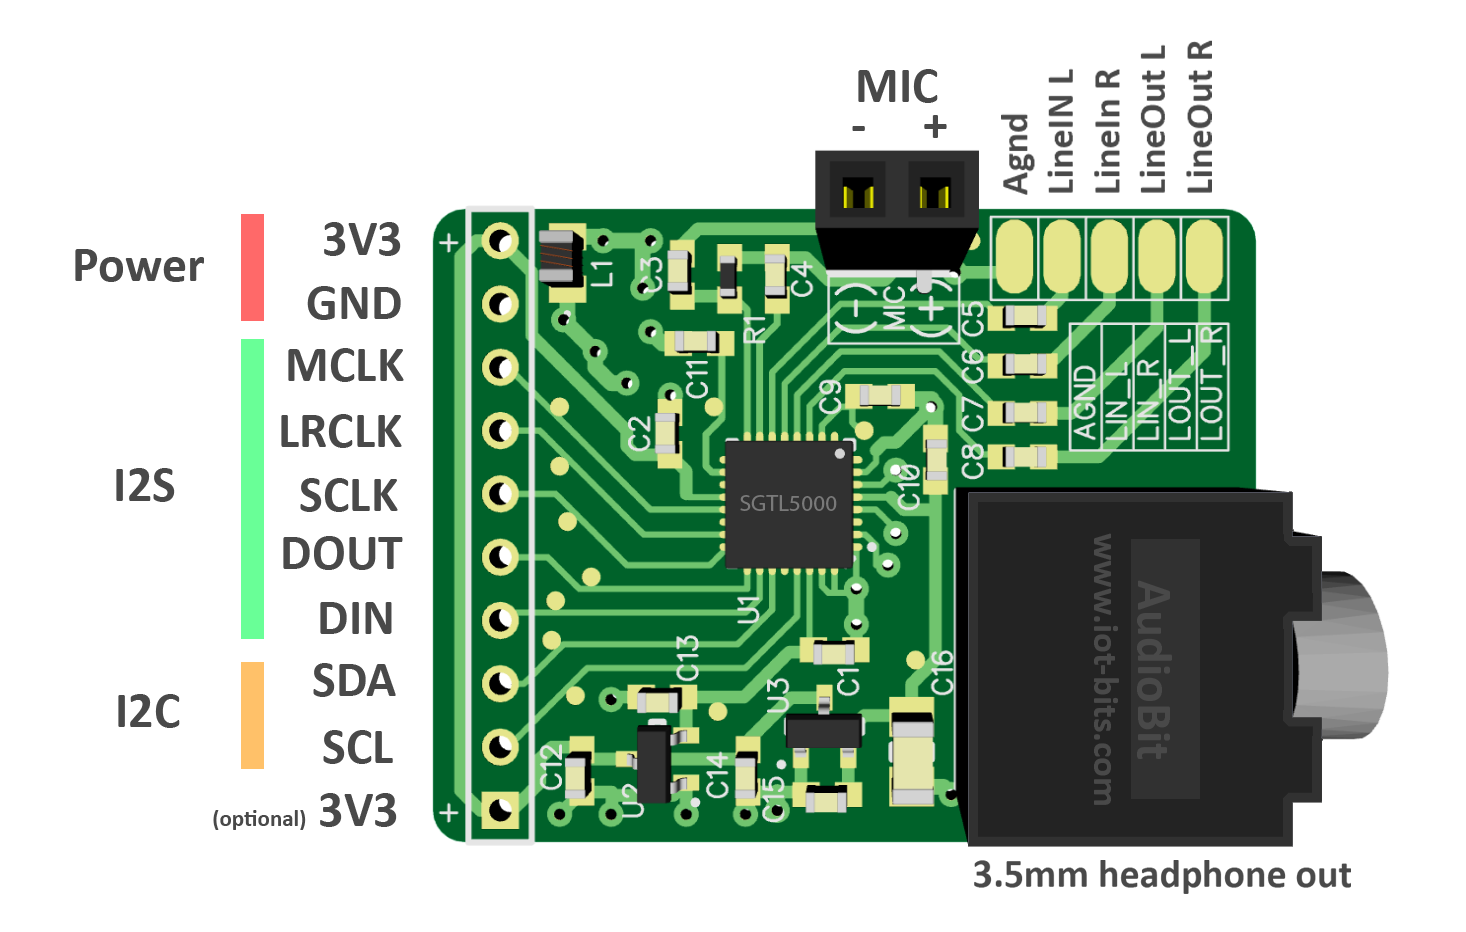 MIC
- +
Agnd
LineIN L
LineIn R
LineOut L
LineOut R
Power
3V3
GND
I2S
MCLK
LRCLK
SCLK
DOUT
DIN
I2C
SDA
SCL
(optional) 3V3
+
+
L1
C3
R1
C4
C11
C2
(-)
MIC
(+)
C5
C6
C7
C8
C9
C10
AGND
LIN_L
LIN_R
LOUT_L
LOUT_R
SGTL5000
U1
C13
C1
U3
C16
C12
U2
C14
C15
AudioBit
www.iot-bits.com
3.5mm headphone out